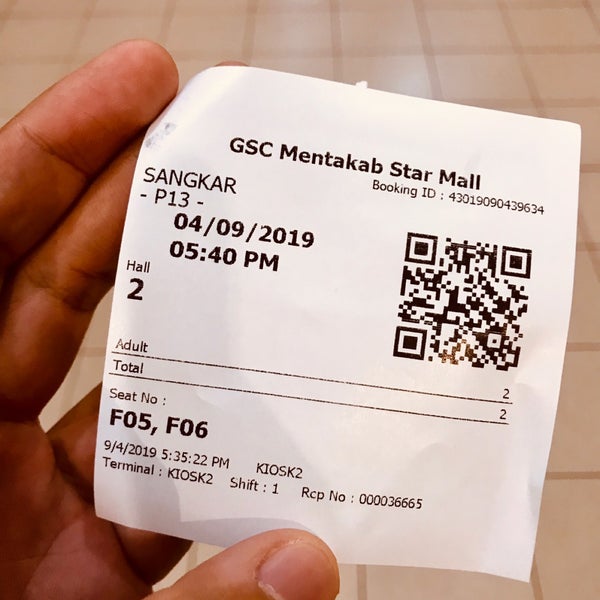 GSC Mentakab Star Mall
Booking ID : 43019090439634
SANGKAR
- P13 -
04/09/2019
05:40 PM
Hall
2
Adult 2
Total 2
Seat No :
F05, F06
9/4/2019 5:35:22 PM KIOSK2
Terminal : KIOSK2 Shift : 1 Rcp No : 000036665